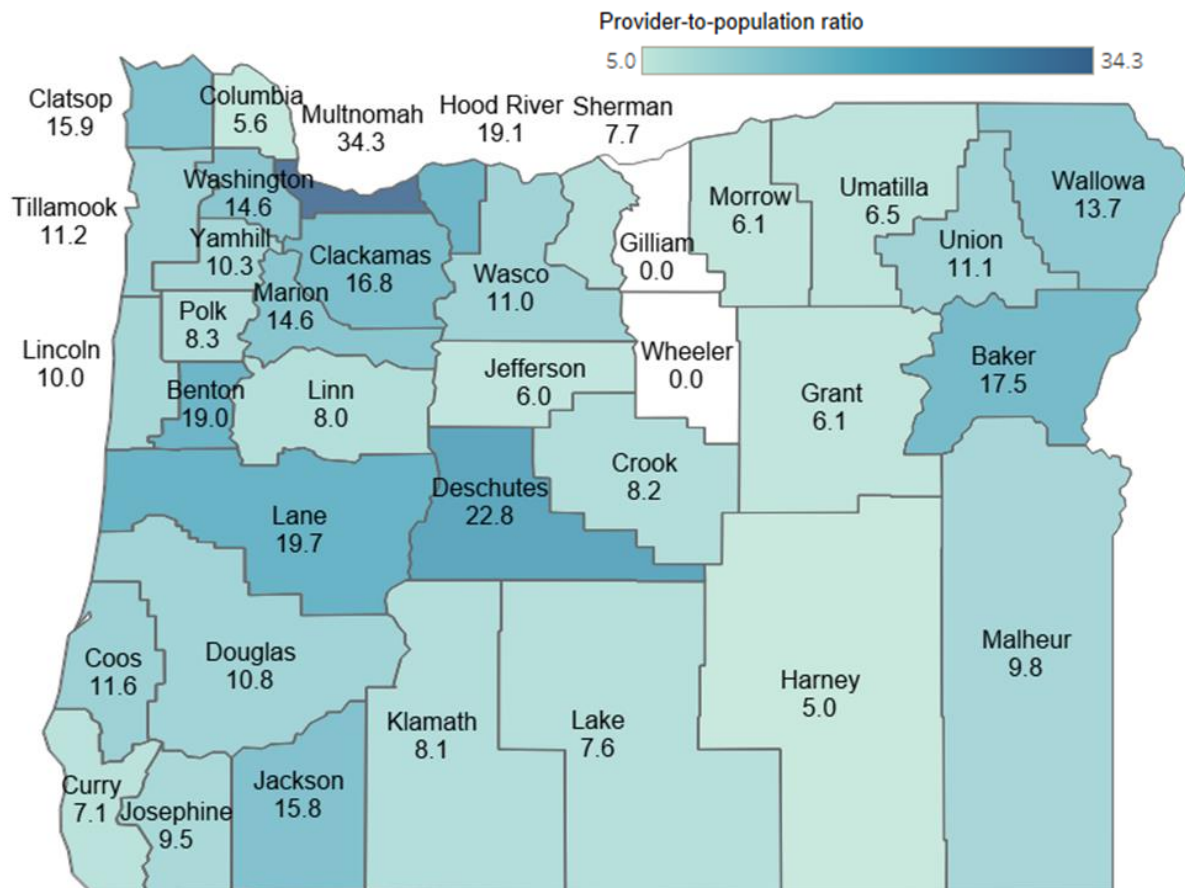 Provider-to-population ratio
5.0
34.3
Clatsop
15.9
Columbia
5.6
Multnomah
34.3
Hood River
19.1
Sherman
7.7
Tillamook
11.2
Washington
14.6
Yamhill
10.3
Clackamas
16.8
Wasco
11.0
Gilliam
0.0
Morrow
6.1
Umatilla
6.5
Union
11.1
Wallowa
13.7
Lincoln
10.0
Polk
8.3
Marion
14.6
Benton
19.0
Linn
8.0
Jefferson
6.0
Wheeler
0.0
Grant
6.1
Baker
17.5
Lane
19.7
Deschutes
22.8
Crook
8.2
Coos
11.6
Douglas
10.8
Klamath
8.1
Lake
7.6
Harney
5.0
Malheur
9.8
Curry
7.1
Josephine
9.5
Jackson
15.8